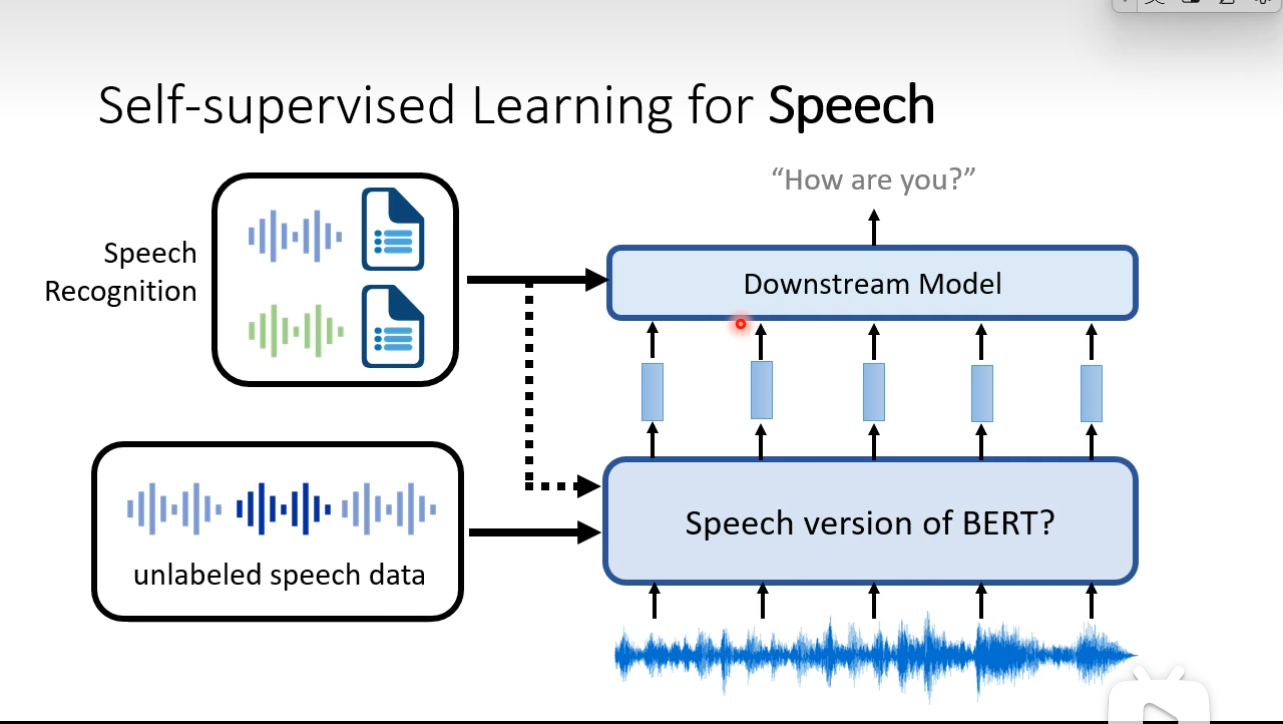 Self-supervised Learning for Speech
“How are you?”
Speech
Recognition
Downstream Model
Speech version of BERT?
unlabeled speech data